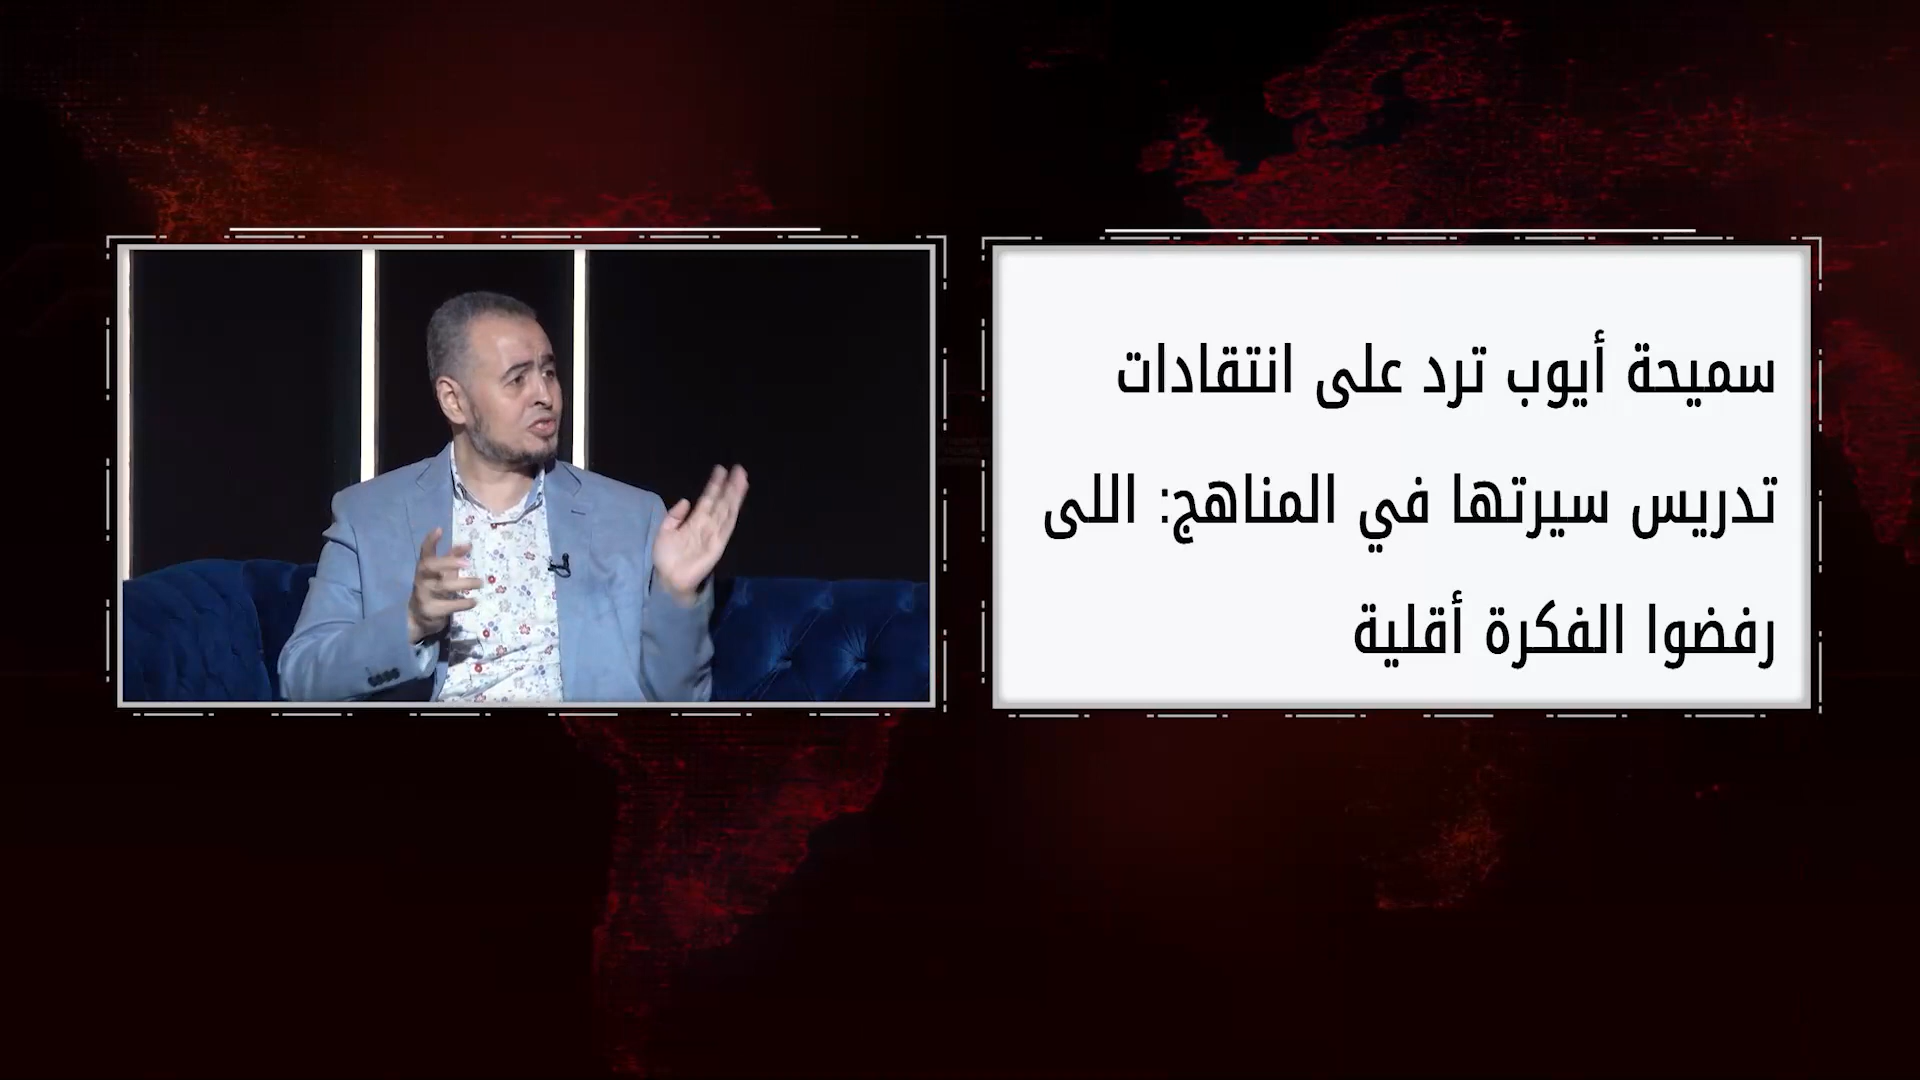 سميحة أيوب ترد على انتقادات
تدريس سيرتها في المناهج: اللى
رفضوا الفكرة أقلية